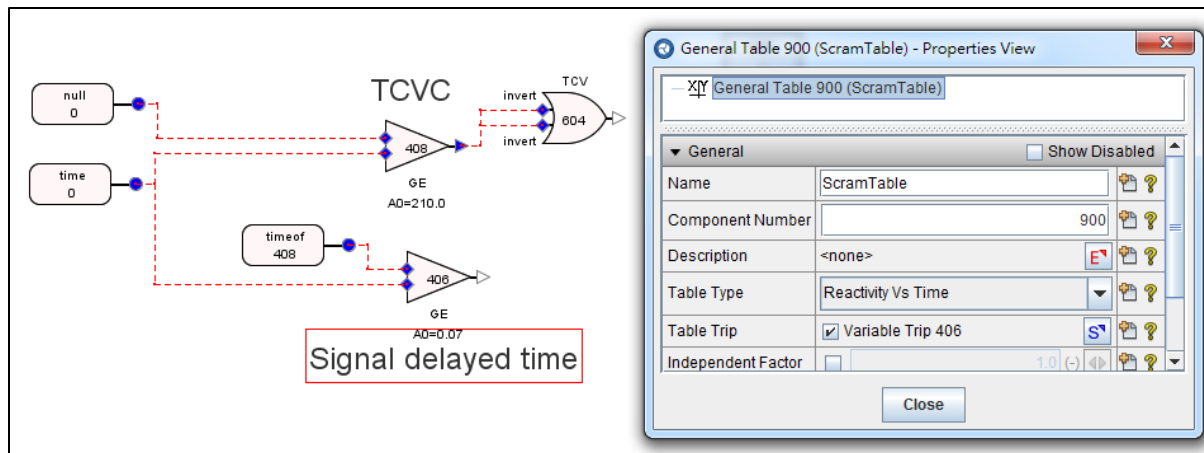 null
0
time
0
TCVC
408
GE
A0=210.0
invert
TCV
604
invert
timeof
408
406
GE
A0=0.07
Signal delayed time
General Table 900 (ScramTable) - Properties View
General Table 900 (ScramTable)
General
Show Disabled
Name ScramTable
Component Number 900
Description <none> E
Table Type Reactivity Vs Time
Table Trip Variable Trip 406 S
Independent Factor 1.0 (-)
Close